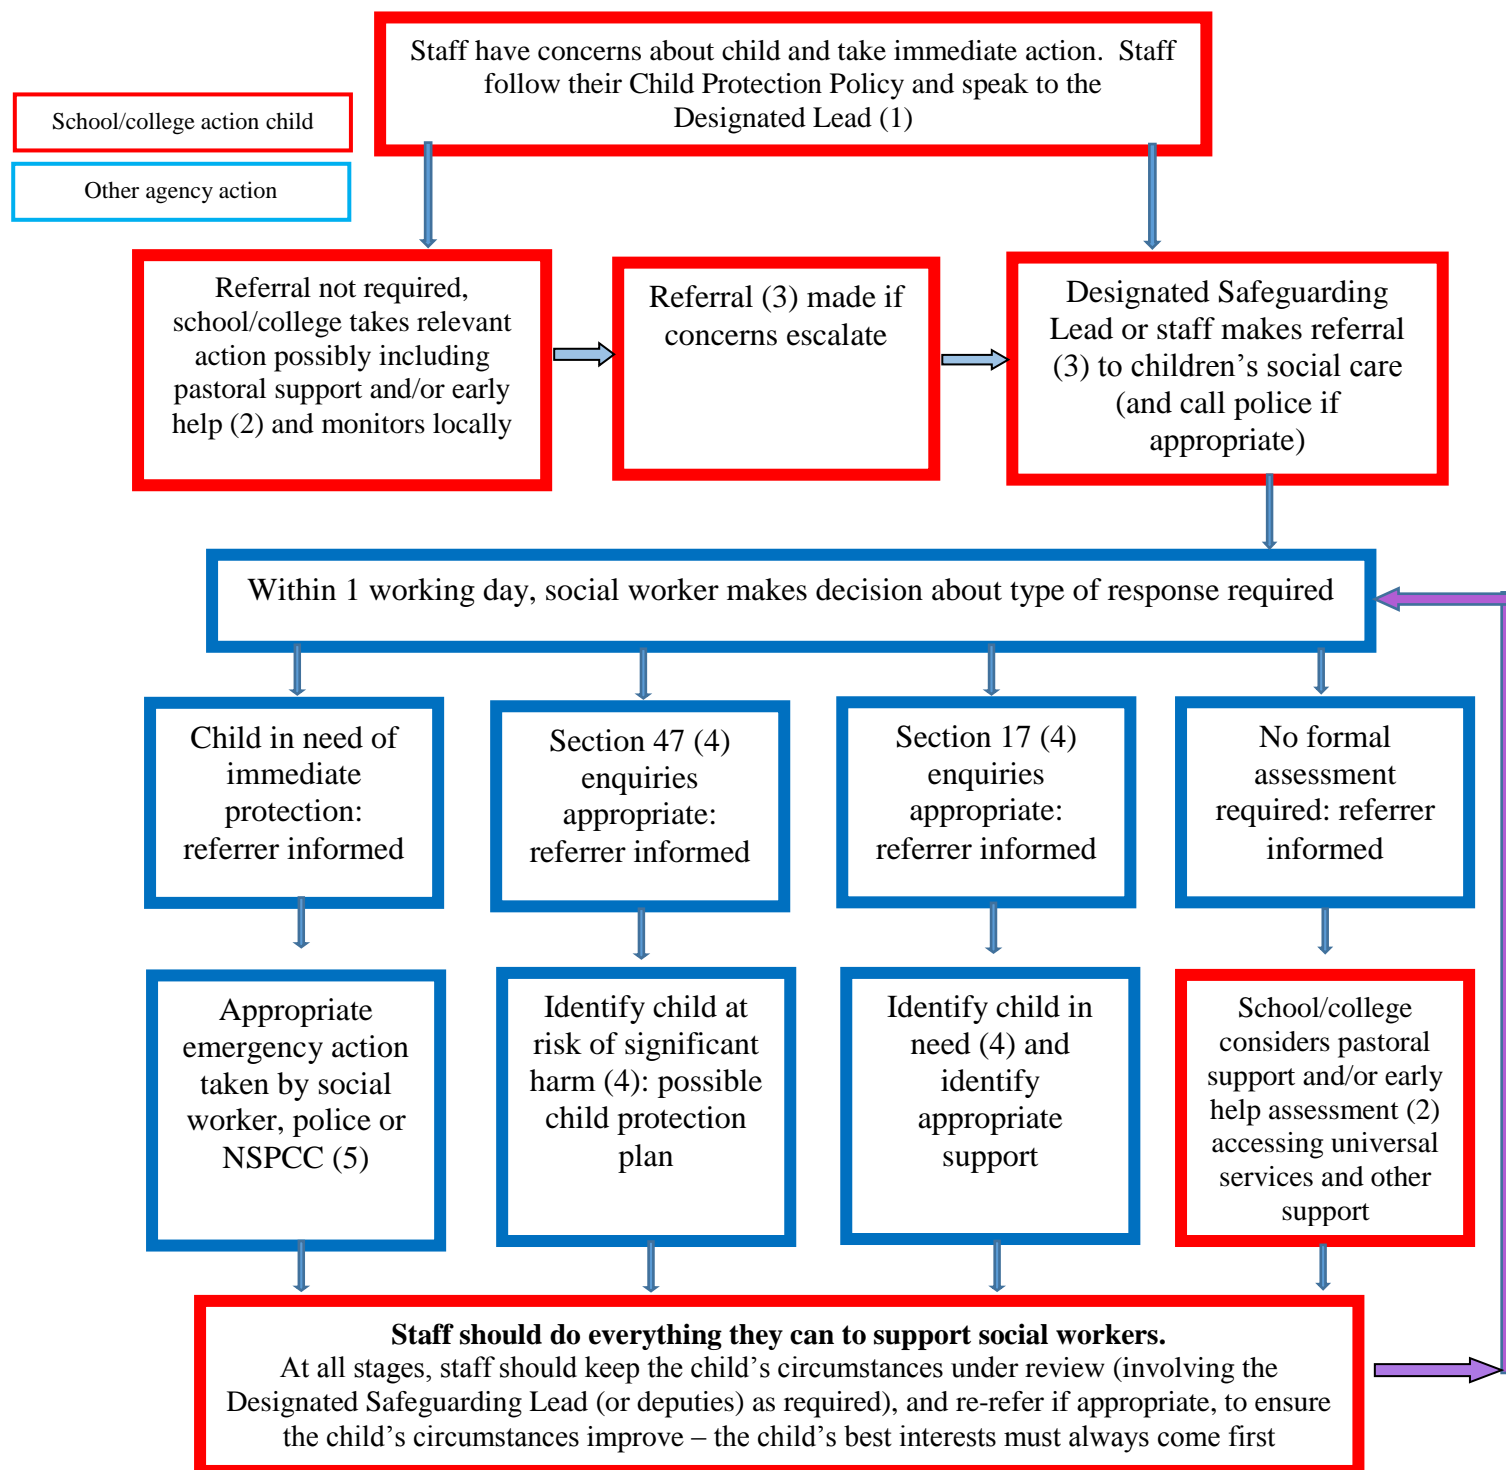 Staff have concerns about child and take immediate action.  Staff
follow their Child Protection Policy and speak to the
Designated Lead (1)
School/college action child
Other agency action
Referral not required,
school/college takes relevant
action possibly including
pastoral support and/or early
help (2) and monitors locally
Referral (3) made if
concerns escalate
Designated Safeguarding
Lead or staff makes referral
(3) to children’s social care
(and call police if
appropriate)
Within 1 working day, social worker makes decision about type of response required
Child in need of
immediate
protection:
referrer informed
Section 47 (4)
enquiries
appropriate:
referrer informed
Section 17 (4)
enquiries
appropriate:
referrer informed
No formal
assessment
required: referrer
informed
Appropriate
emergency action
taken by social
worker, police or
NSPCC (5)
Identify child at
risk of significant
harm (4): possible
child protection
plan
Identify child in
need (4) and
identify
appropriate
support
School/college
considers pastoral
support and/or early
help assessment (2)
accessing universal
services and other
support
Staff should do everything they can to support social workers.
At all stages, staff should keep the child’s circumstances under review (involving the
Designated Safeguarding Lead (or deputies) as required), and re-refer if appropriate, to ensure
the child’s circumstances improve – the child’s best interests must always come first